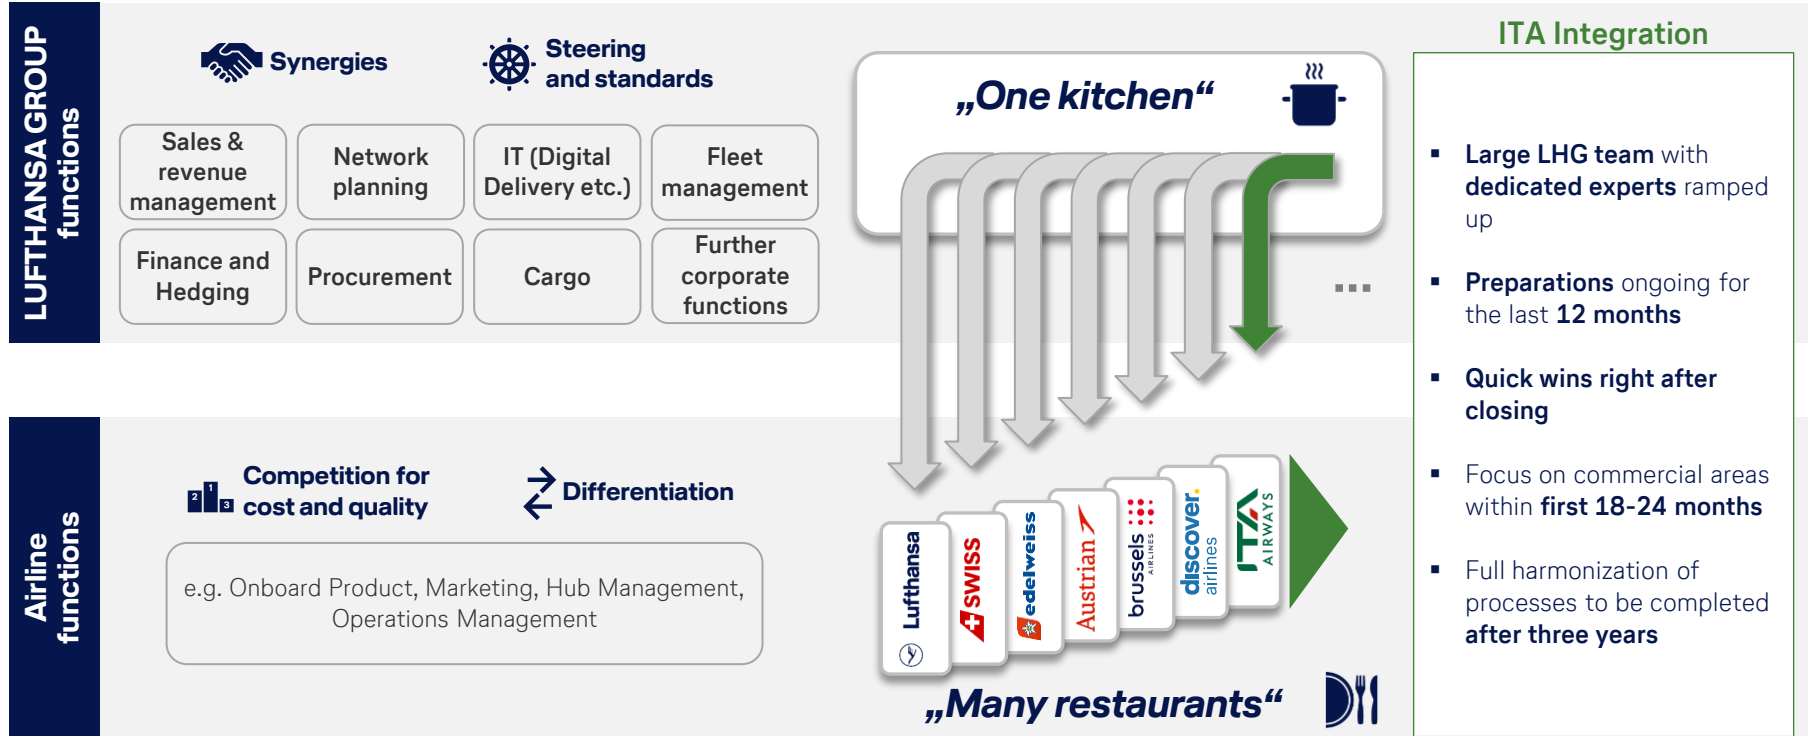 LUFTHANSA GROUP
functions
Synergies
Steering
and standards
Sales &
revenue
management
Network
planning
IT (Digital
Delivery etc.)
Fleet
management
Finance and
Hedging
Procurement
Cargo
Further
corporate
functions
„One kitchen“
...
Airline
functions
2 1 3
Competition for
cost and quality
Differentiation
e.g. Onboard Product, Marketing, Hub Management,
Operations Management
Lufthansa
SWISS
edelweiss
Austrian
brussels
AIRLINES
discover.
airlines
ITA
AIRWAYS
„Many restaurants“
ITA Integration
▪ Large LHG team with
dedicated experts ramped
up
▪ Preparations ongoing for
the last 12 months
▪ Quick wins right after
closing
▪ Focus on commercial areas
within first 18-24 months
▪ Full harmonization of
processes to be completed
after three years